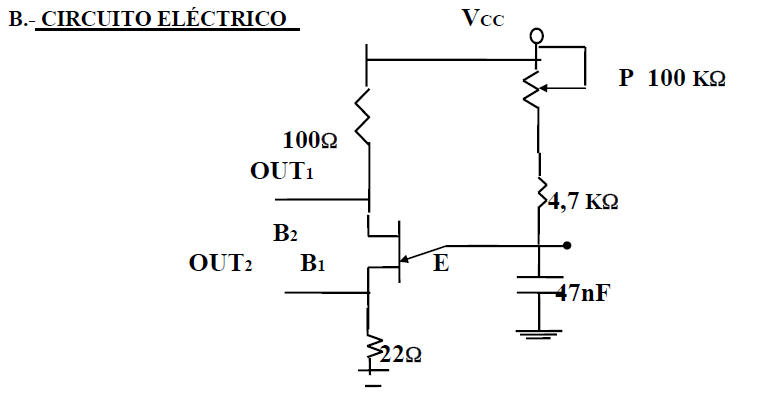 B.- CIRCUITO ELÉCTRICO
VCC
P 100 KΩ
100Ω
OUT1
4,7 KΩ
B2
OUT2
B1
E
47nF
22Ω